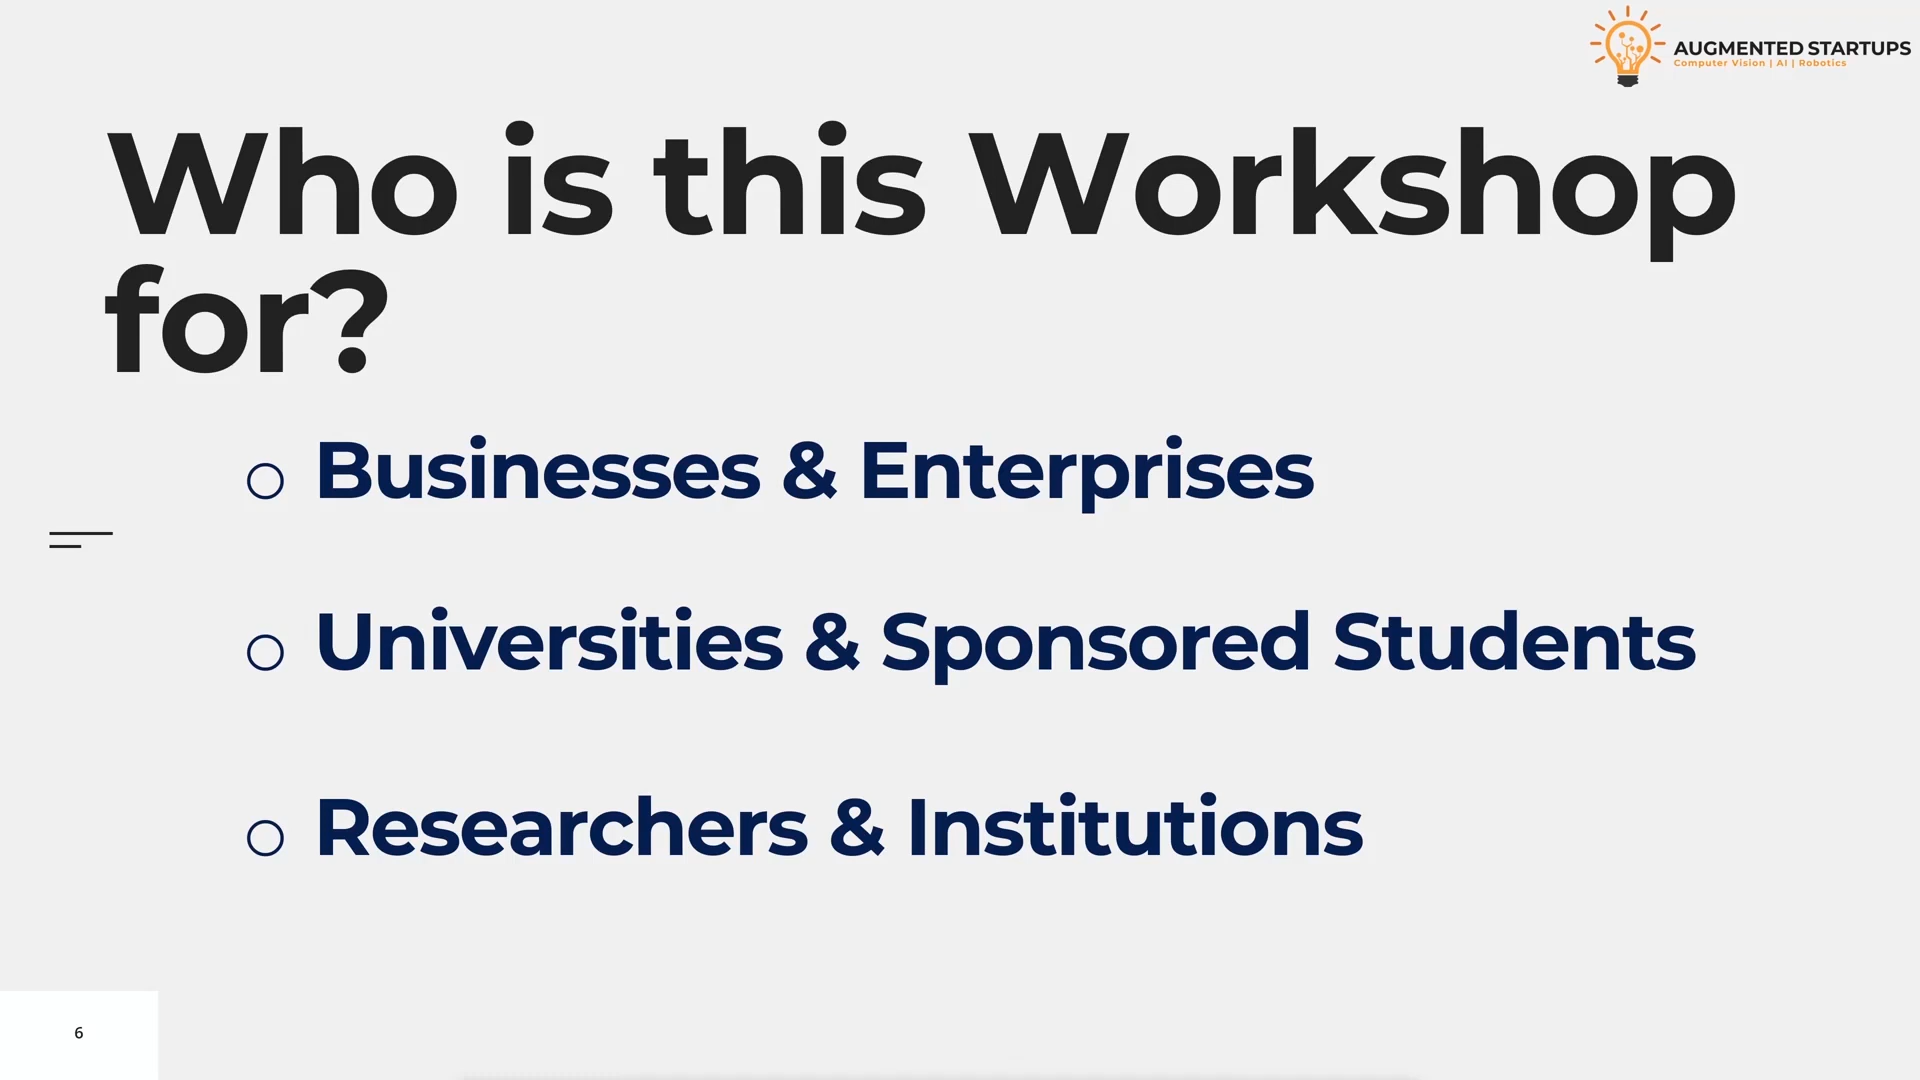 AUGMENTED STARTUPS
Computer Vision | AI | Robotics
Who is this Workshop
for?
Businesses & Enterprises
Universities & Sponsored Students
Researchers & Institutions
6